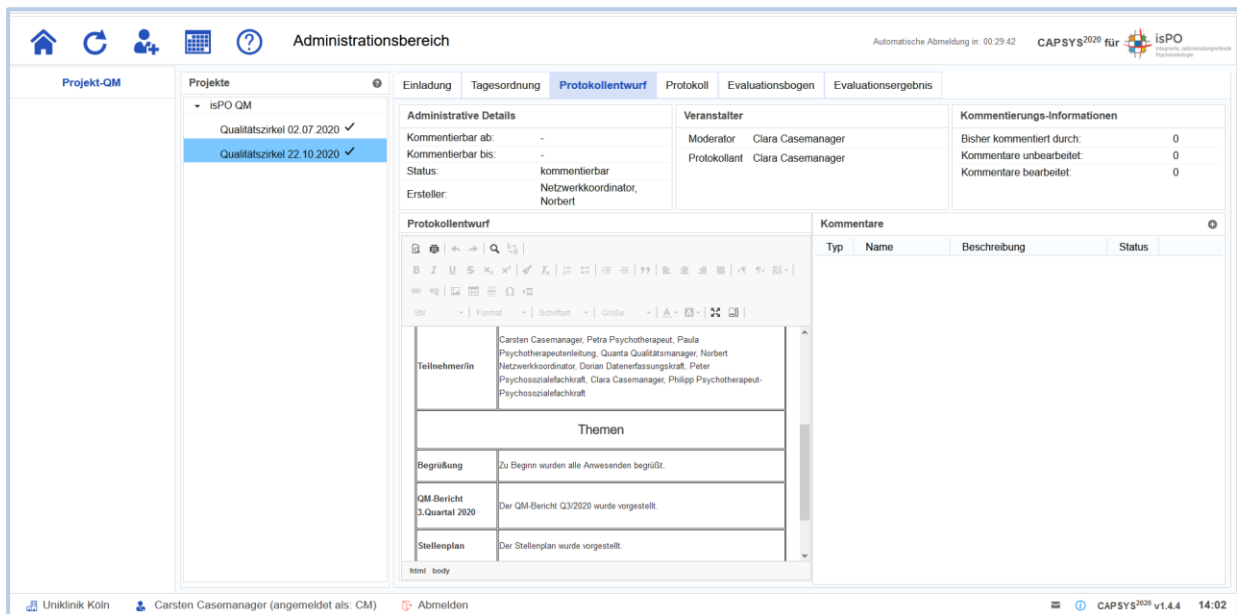 Administrationsbereich
Automatische Abmeldung in: 00:29:42
CAPSYS2020 für isPO
Projekt-QM
Projekte
isPO QM
Qualitätszirkel 02.07.2020
Qualitätszirkel 22.10.2020
Einladung Tagesordnung Protokollentwurf Protokoll Evaluationsbogen Evaluationsergebnis
Administrative Details
Kommentierbar ab: -
Kommentierbar bis: -
Status: kommentierbar
Ersteller: Netzwerkkoordinator,
Norbert
Veranstalter
Moderator Clara Casemanager
Protokollant Clara Casemanager
Kommentierungs-Informationen
Bisher kommentiert durch: 0
Kommentare unbearbeitet: 0
Kommentare bearbeitet: 0
Protokollentwurf
Stil Format Schriftart Größe
Teilnehmer/in
Carsten Casemanager, Petra Psychotherapeut, Paula
Psychotherapeutenleitung, Quanta Qualitätsmanager, Norbert
Netzwerkkoordinator, Dorian Datenerfassungskraft, Peter
Psychosozialefachkraft, Clara Casemanager, Philipp Psychotherapeut-
Psychosozialefachkraft
Themen
Begrüßung Zu Beginn wurden alle Anwesenden begrüßt.
QM-Bericht
3.Quartal 2020
Der QM-Bericht Q3/2020 wurde vorgestellt.
Stellenplan Der Stellenplan wurde vorgestellt.
html body
Kommentare
Typ Name Beschreibung Status
Uniklinik Köln Carsten Casemanager (angemeldet als: CM) Abmelden
CAPSYS2020 v1.4.4 14:02